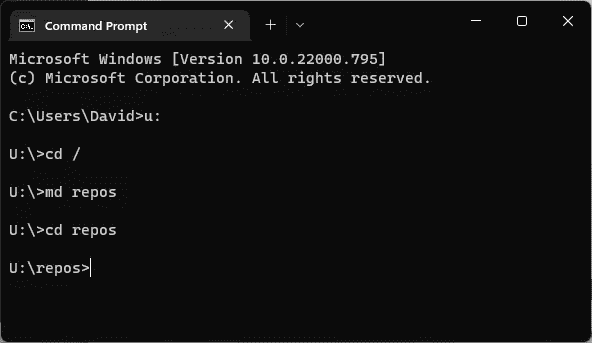 Command Prompt
Microsoft Windows [Version 10.0.22000.795]
(c) Microsoft Corporation. All rights reserved.
C:\Users\David>u:
U:\>cd /
U:\>md repos
U:\>cd repos
U:\repos>